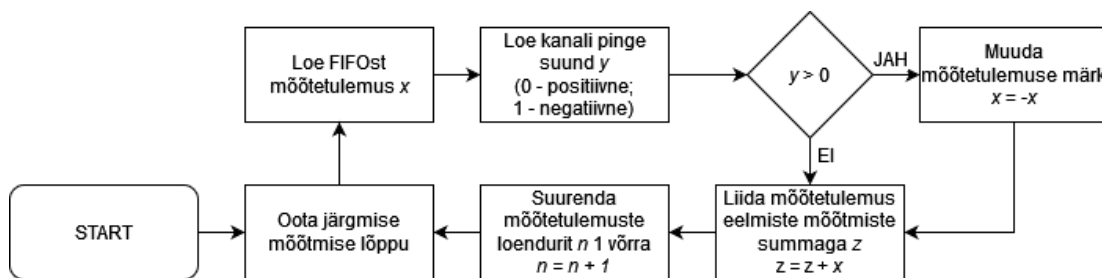 Loe FIFOst
mõõtetulemus x
Loe kanali pinge
suund y
(0 - positiivne;
1 - negatiivne)
y > 0
JAH
Muuda
mõõtetulemuse märk
x = -x
EI
START
Oota järgmise
mõõtmise lõppu
Suurenda
mõõtetulemuste
loendurit n 1 võrra
n = n + 1
Liida mõõtetulemus
eelmiste mõõtmiste
summaga z
z = z + x